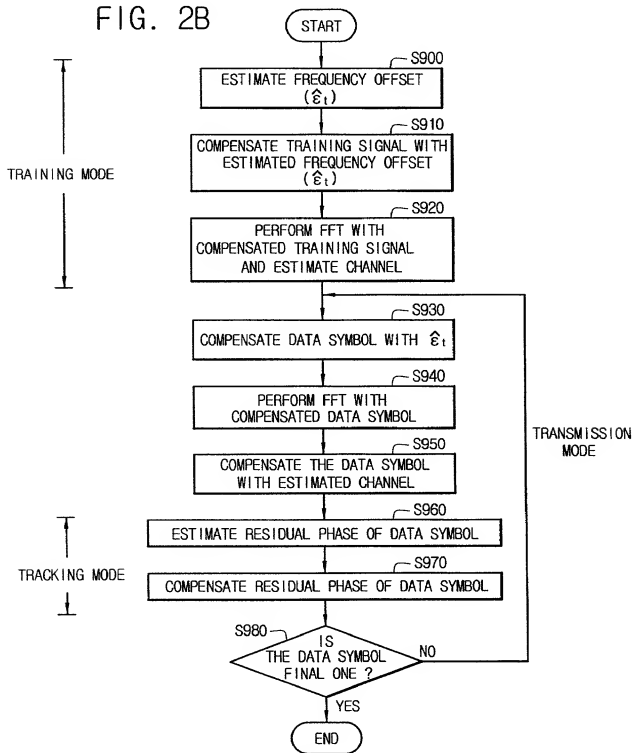 FIG. 2B
START
S900
ESTIMATE FREQUENCY OFFSET
(ε̂t)
S910
COMPENSATE TRAINING SIGNAL WITH
ESTIMATED FREQUENCY OFFSET
(ε̂t)
TRAINING MODE
S920
PERFORM FFT WITH
COMPENSATED TRAINING SIGNAL
AND ESTIMATE CHANNEL
S930
COMPENSATE DATA SYMBOL WITH ε̂t
S940
PERFORM FFT WITH
COMPENSATED DATA SYMBOL
TRANSMISSION
MODE
S950
COMPENSATE THE DATA SYMBOL
WITH ESTIMATED CHANNEL
S960
ESTIMATE RESIDUAL PHASE OF DATA SYMBOL
TRACKING MODE
S970
COMPENSATE RESIDUAL PHASE OF DATA SYMBOL
S980
IS
THE DATA SYMBOL
FINAL ONE ?
NO
YES
END